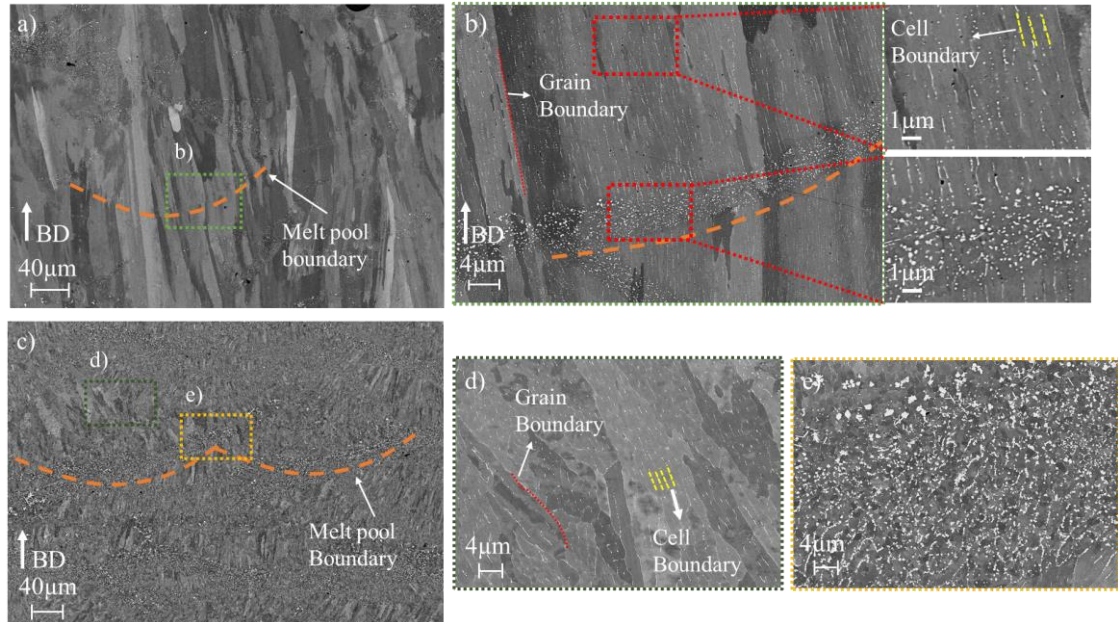 a)
b)
Melt pool
boundary
BD
40μm
b)
Grain
Boundary
BD
4μm
Cell
Boundary
1μm
1μm
c)
d)
e)
Melt pool
Boundary
BD
40μm
d)
Grain
Boundary
Cell
Boundary
4μm
e)
4μm